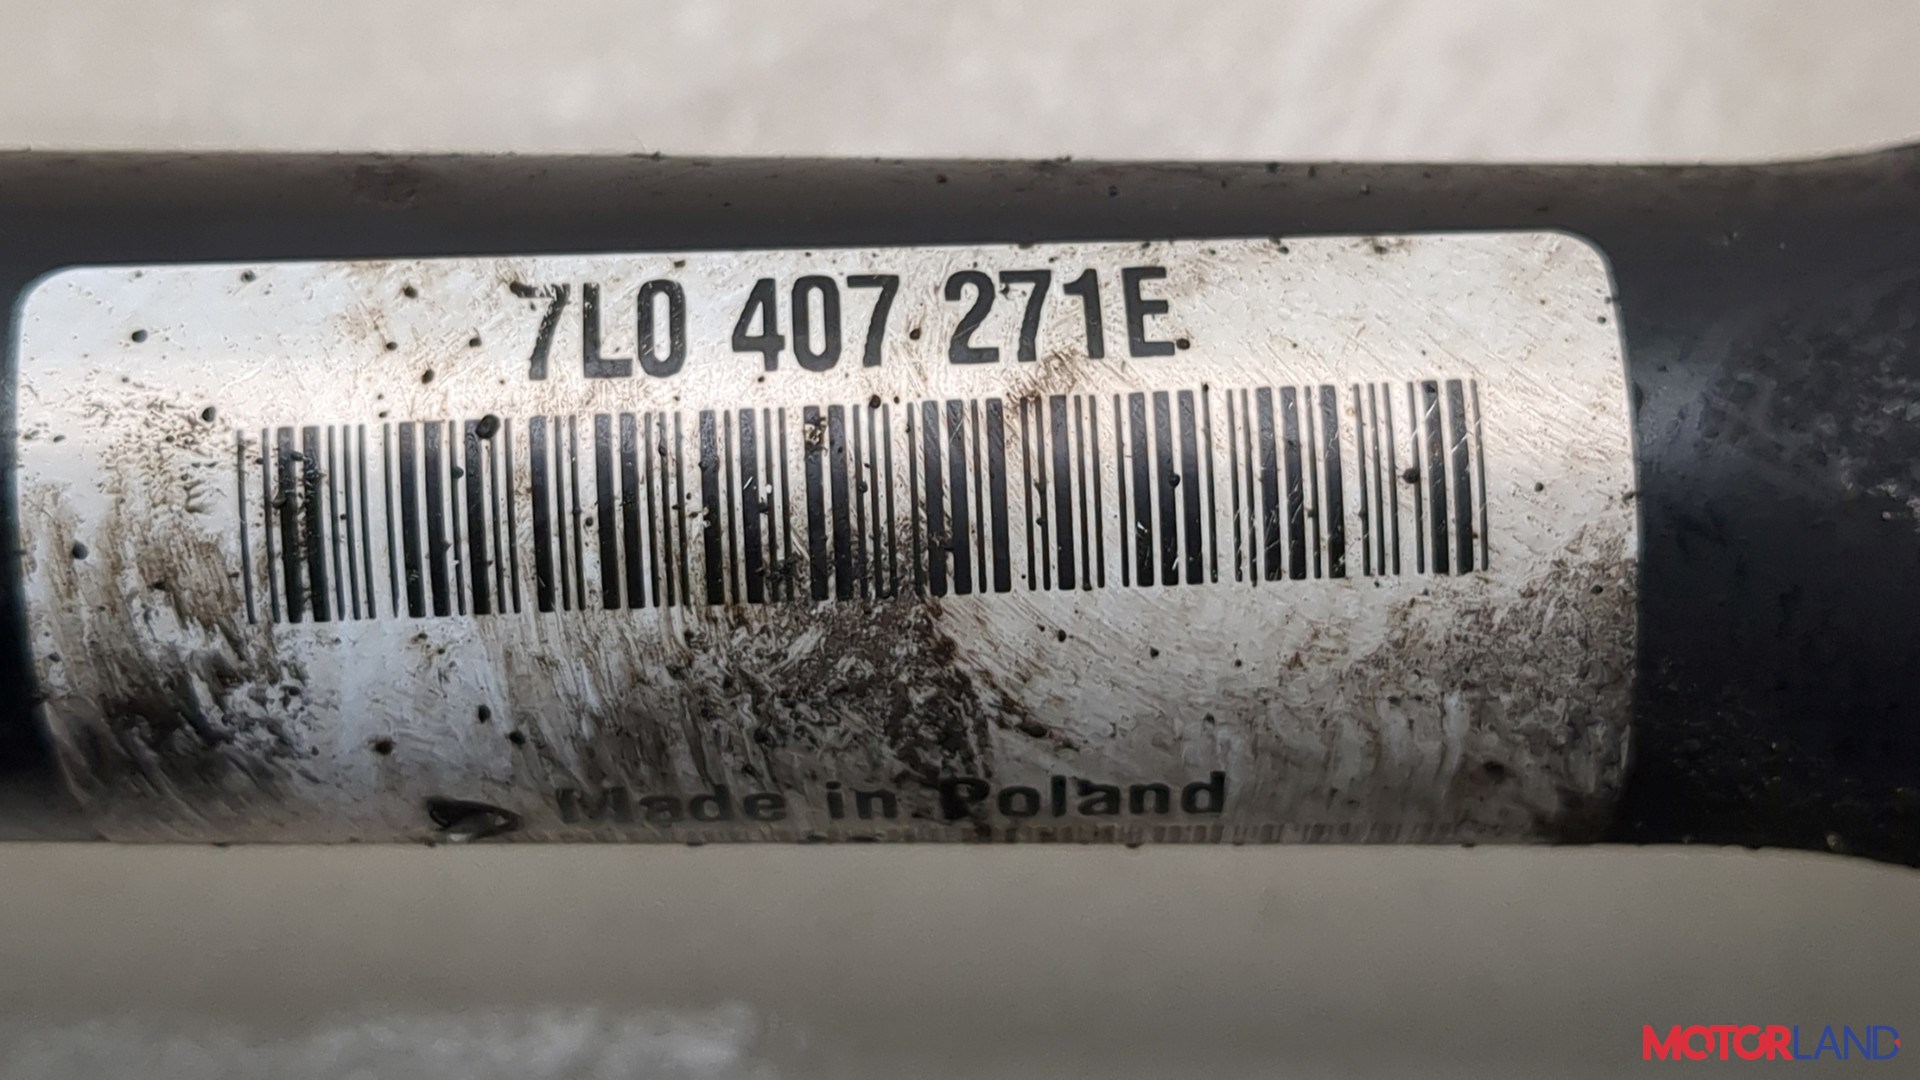 7L0 407 271E
Made in Poland
MOTORLAND